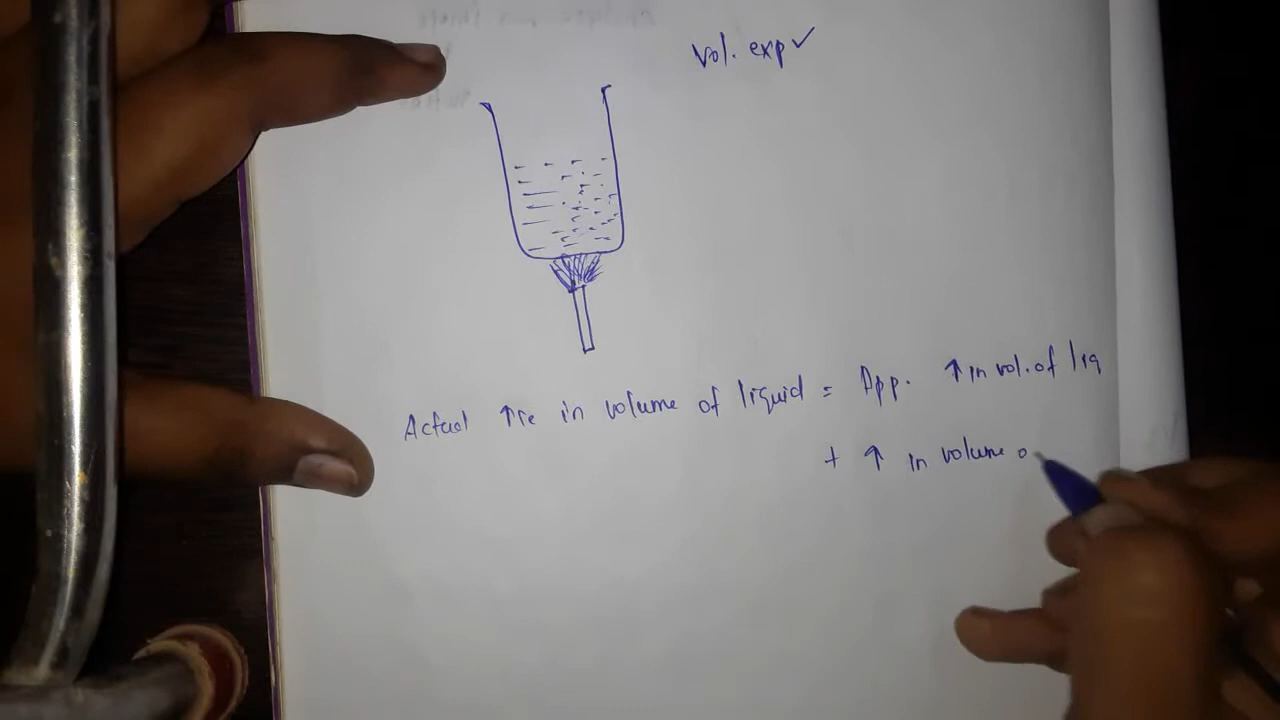 Vol. exp ✓
Actual ↑se in volume of liquid = App. ↑ in vol. of liq
+ ↑ in volume o